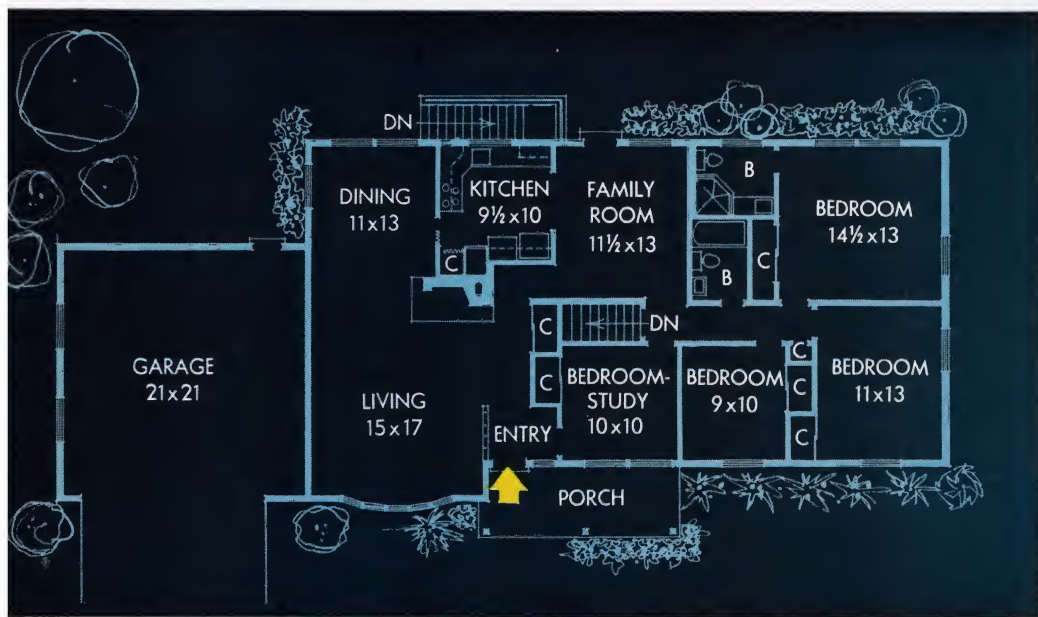 DN
DINING
11x13
KITCHEN
9½x10
FAMILY
ROOM
11½x13
B
BEDROOM
14½x13
C
B
C
GARAGE
21x21
C
DN
C
LIVING
15x17
C
BEDROOM-
STUDY
10x10
BEDROOM
9x10
C
C
BEDROOM
11x13
ENTRY
C
PORCH